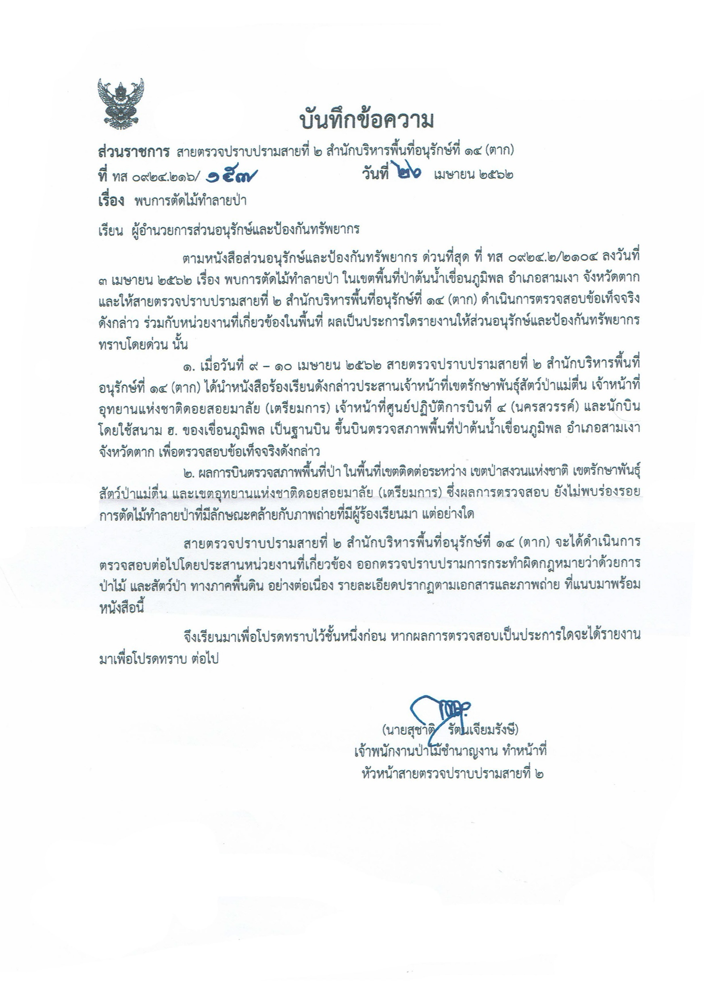 บันทึกข้อความ
ส่วนราชการ สายตรวจปราบปรามสายที่ ๒ สำนักบริหารพื้นที่อนุรักษ์ที่ ๑๔ (ตาก)
ที่ ทส ๐๙๒๔.๒๑๖/ ๑๕๗ วันที่ ๒๖ เมษายน ๒๕๖๒
เรื่อง พบการตัดไม้ทำลายป่า
เรียน ผู้อำนวยการส่วนอนุรักษ์และป้องกันทรัพยากร
ตามหนังสือส่วนอนุรักษ์และป้องกันทรัพยากร ด่วนที่สุด ที่ ทส ๐๙๒๔.๒/๒๑๐๔ ลงวันที่
๓ เมษายน ๒๕๖๒ เรื่อง พบการตัดไม้ทำลายป่า ในเขตพื้นที่ป่าต้นน้ำเขื่อนภูมิพล อำเภอสามเงา จังหวัดตาก
และให้สายตรวจปราบปรามสายที่ ๒ สำนักบริหารพื้นที่อนุรักษ์ที่ ๑๔ (ตาก) ดำเนินการตรวจสอบข้อเท็จจริง
ดังกล่าว ร่วมกับหน่วยงานที่เกี่ยวข้องในพื้นที่ ผลเป็นประการใดรายงานให้ส่วนอนุรักษ์และป้องกันทรัพยากร
ทราบโดยด่วน นั้น
๑. เมื่อวันที่ ๙ – ๑๐ เมษายน ๒๕๖๒ สายตรวจปราบปรามสายที่ ๒ สำนักบริหารพื้นที่
อนุรักษ์ที่ ๑๔ (ตาก) ได้นำหนังสือร้องเรียนดังกล่าวประสานเจ้าหน้าที่เขตรักษาพันธุ์สัตว์ป่าแม่ตื่น เจ้าหน้าที่
อุทยานแห่งชาติดอยสอยมาลัย (เตรียมการ) เจ้าหน้าที่ศูนย์ปฏิบัติการบินที่ ๔ (นครสวรรค์) และนักบิน
โดยใช้สนาม ฮ. ของเขื่อนภูมิพล เป็นฐานบิน ขึ้นบินตรวจสภาพพื้นที่ป่าต้นน้ำเขื่อนภูมิพล อำเภอสามเงา
จังหวัดตาก เพื่อตรวจสอบข้อเท็จจริงดังกล่าว
๒. ผลการบินตรวจสภาพพื้นที่ป่า ในพื้นที่เขตติดต่อระหว่าง เขตป่าสงวนแห่งชาติ เขตรักษาพันธุ์
สัตว์ป่าแม่ตื่น และเขตอุทยานแห่งชาติดอยสอยมาลัย (เตรียมการ) ซึ่งผลการตรวจสอบ ยังไม่พบร่องรอย
การตัดไม้ทำลายป่าที่มีลักษณะคล้ายกับภาพถ่ายที่มีผู้ร้องเรียนมา แต่อย่างใด
สายตรวจปราบปรามสายที่ ๒ สำนักบริหารพื้นที่อนุรักษ์ที่ ๑๔ (ตาก) จะได้ดำเนินการ
ตรวจสอบต่อไปโดยประสานหน่วยงานที่เกี่ยวข้อง ออกตรวจปราบปรามการกระทำผิดกฎหมายว่าด้วยการ
ป่าไม้ และสัตว์ป่า ทางภาคพื้นดิน อย่างต่อเนื่อง รายละเอียดปรากฏตามเอกสารและภาพถ่าย ที่แนบมาพร้อม
หนังสือนี้
จึงเรียนมาเพื่อโปรดทราบไว้ชั้นหนึ่งก่อน หากผลการตรวจสอบเป็นประการใดจะได้รายงาน
มาเพื่อโปรดทราบ ต่อไป
(นายสุชาติ รัตนเจียมรังษี)
เจ้าพนักงานป่าไม้ชำนาญงาน ทำหน้าที่
หัวหน้าสายตรวจปราบปรามสายที่ ๒